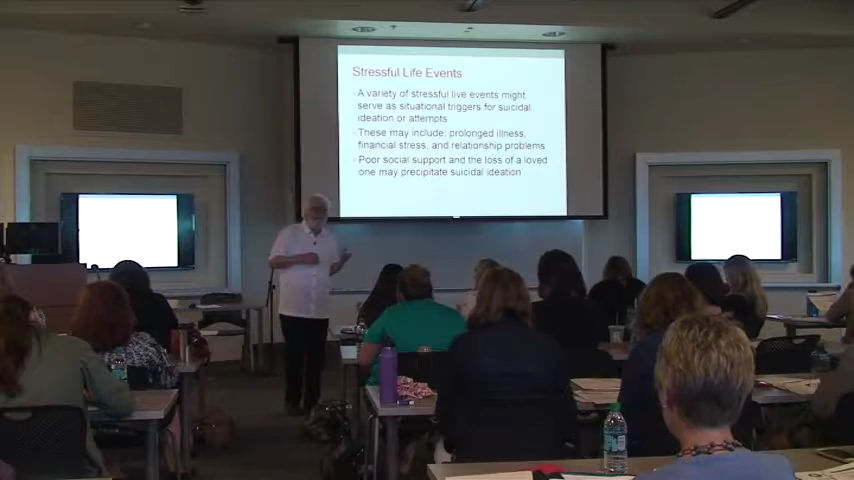 Stressful Life Events
- A variety of stressful live events might
serve as situational triggers for suicidal
ideation or attempts
- These may include: prolonged illness,
financial stress, and relationship problems
- Poor social support and the loss of a loved
one may precipitate suicidal ideation.